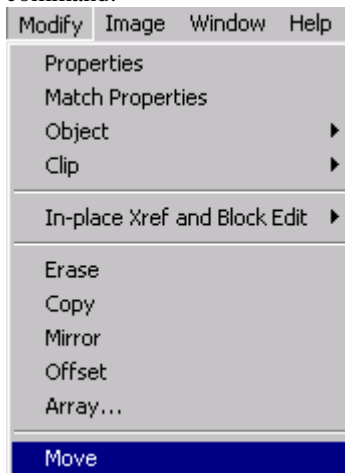 command.
Modify Image Window Help
Properties
Match Properties
Object
Clip
In-place Xref and Block Edit
Erase
Copy
Mirror
Offset
Array...
Move